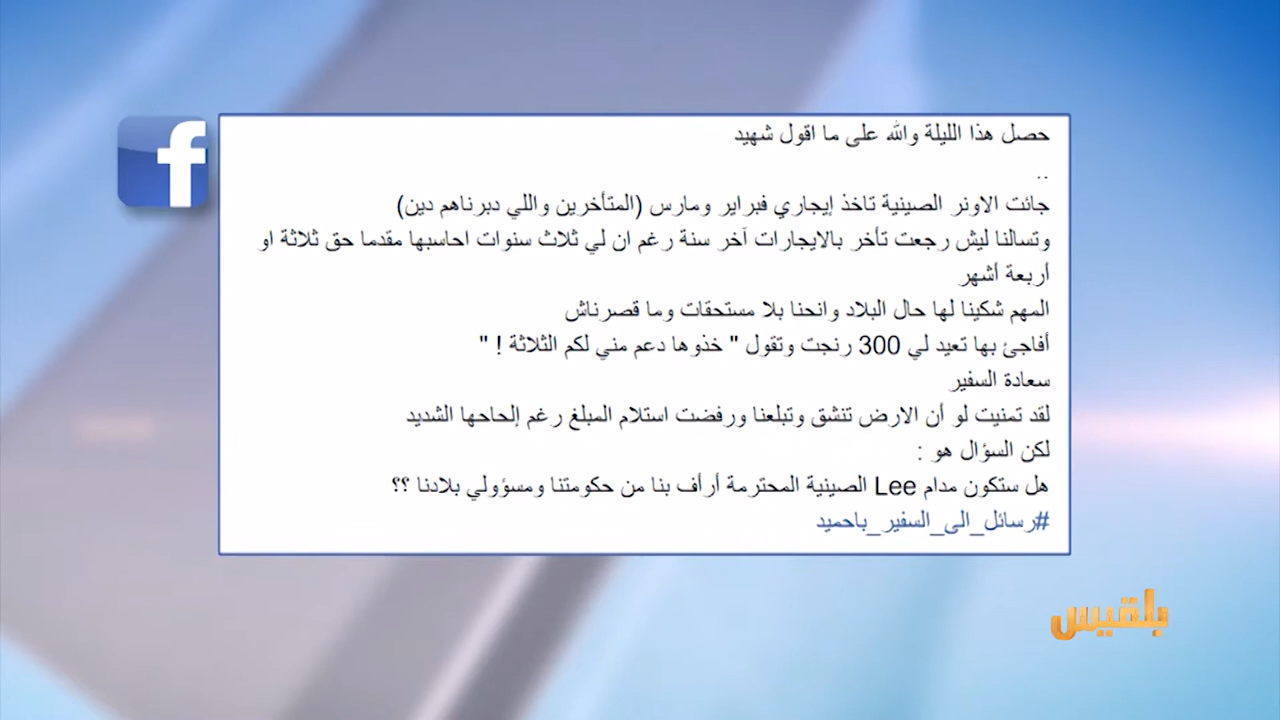 حصل هذا الليلة والله على ما اقول شهيد
..
جائت الاونر الصينية تاخذ إيجاري فبراير ومارس (المتأخرين واللي دبرناهم دين)
وتسالنا ليش رجعت تأخر بالايجارات آخر سنة رغم ان لي ثلاث سنوات احاسبها مقدما حق ثلاثة او
أربعة أشهر
المهم شكينا لها حال البلاد وانحنا بلا مستحقات وما قصرناش
أفاجئ بها تعيد لي 300 رنجت وتقول " خذوها دعم مني لكم الثلاثة ! "
سعادة السفير
لقد تمنيت لو أن الارض تنشق وتبلعنا ورفضت استلام المبلغ رغم إلحاحها الشديد
لكن السؤال هو :
هل ستكون مدام Lee الصينية المحترمة أرأف بنا من حكومتنا ومسؤولي بلادنا ؟؟
#رسائل_الى_السفير_باحميد
بلقيس